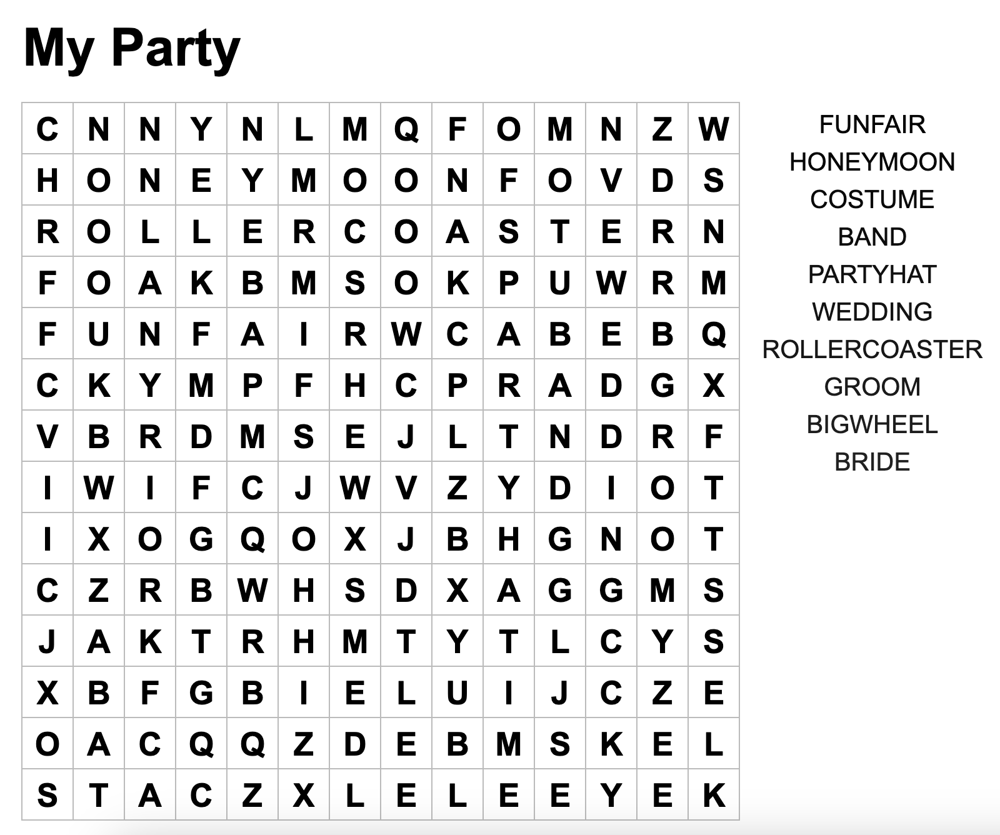 My Party
C N N Y N L M Q F O M N Z W
H O N E Y M O O N F O V D S
R O L L E R C O A S T E R N
F O A K B M S O K P U W R M
F U N F A I R W C A B E B Q
C K Y M P F H C P R A D G X
V B R D M S E J L T N D R F
I W I F C J W V Z Y D I O T
I X O G Q O X J B H G N O T
C Z R B W H S D X A G G M S
J A K T R H M T Y T L C Y S
X B F G B I E L U I J C Z E
O A C Q Q Z D E B M S K E L
S T A C Z X L E L E E Y E K
FUNFAIR
HONEYMOON
COSTUME
BAND
PARTYHAT
WEDDING
ROLLERCOASTER
GROOM
BIGWHEEL
BRIDE